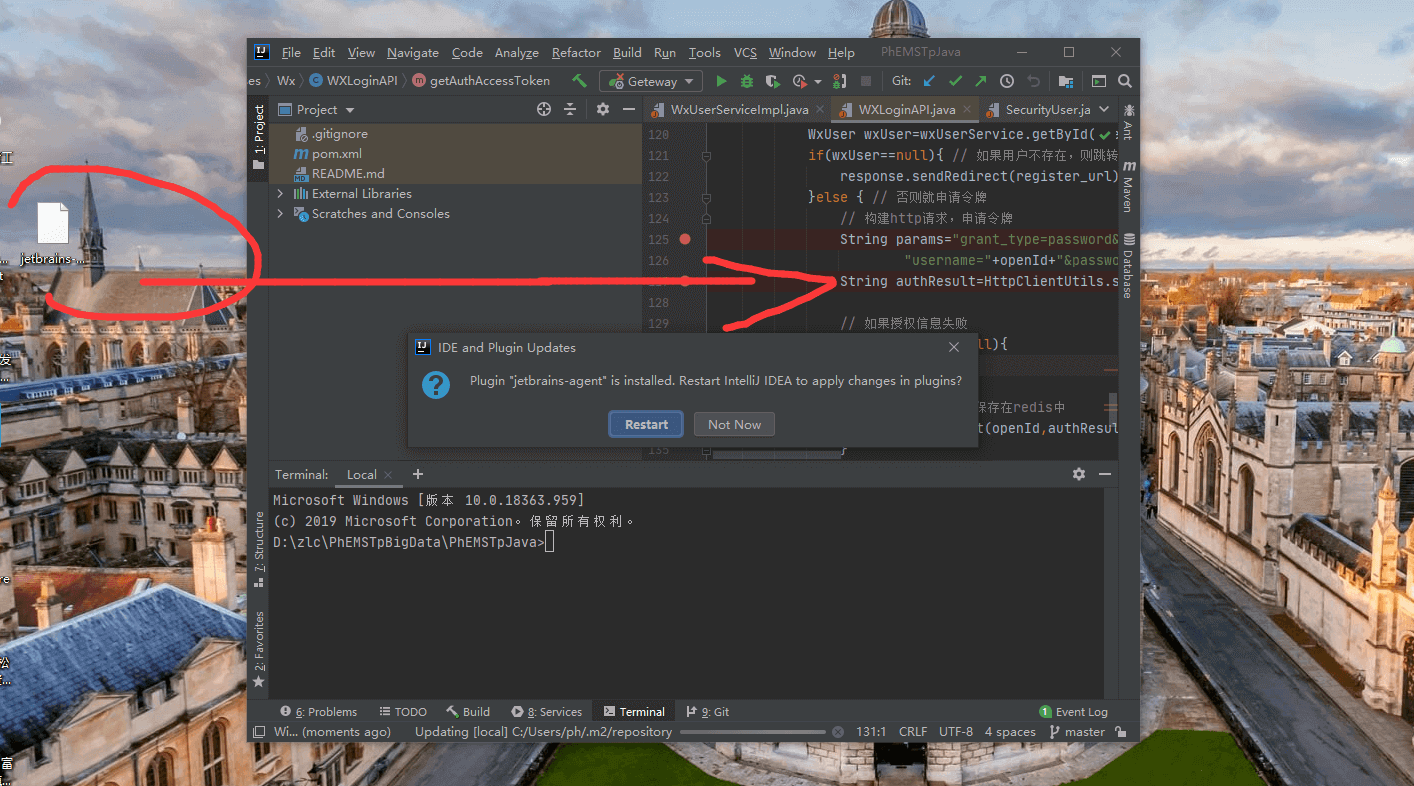 File Edit View Navigate Code Analyze Refactor Build Run Tools VCS Window Help PhEMSTpJava
es Wx WXLoginAPI getAuthAccessToken Geteway Git:
1: Project
Project
WxUserServiceImpl.java WXLoginAPI.java SecurityUser.ja
Ant
Maven
Database
.gitignore
pom.xml
README.md
External Libraries
Scratches and Consoles
jetbrains-...
120 WxUser wxUser=wxUserService.getById(
121 if(wxUser==null){ // 如果用户不存在，则跳转
122 response.sendRedirect(register_url)
123 }else { // 否则就申请令牌
124 // 构建http请求，申请令牌
125 String params="grant_type=password&
126 "username="+openId+"&passwo
String authResult=HttpClientUtils.s
128
129 // 如果授权信息失败
ll){
保存在redis中
t(openId,authResul
135 }
IDE and Plugin Updates
Plugin "jetbrains-agent" is installed. Restart IntelliJ IDEA to apply changes in plugins?
Restart Not Now
Terminal: Local
Microsoft Windows [版本 10.0.18363.959]
(c) 2019 Microsoft Corporation。保留所有权利。
D:\zlc\PhEMSTpBigData\PhEMSTpJava>
7: Structure
2: Favorites
6: Problems TODO Build 8: Services Terminal 9: Git 1 Event Log
Wi... (moments ago) Updating [local] C:/Users/ph/.m2/repository 131:1 CRLF UTF-8 4 spaces master